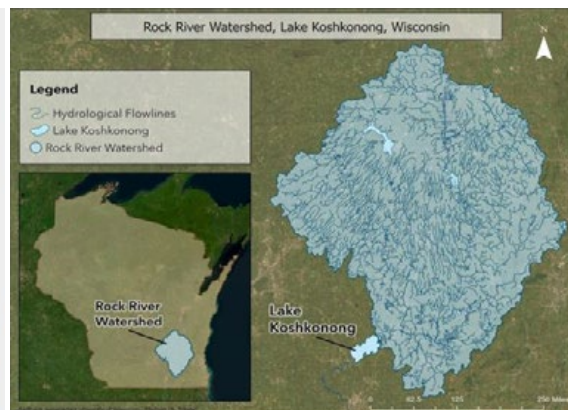 Rock River Watershed, Lake Koshkonong, Wisconsin
Legend
Hydrological Flowlines
Lake Koshkonong
Rock River Watershed
Rock River
Watershed
Lake
Koshkonong
0 62.5 125 250 Miles